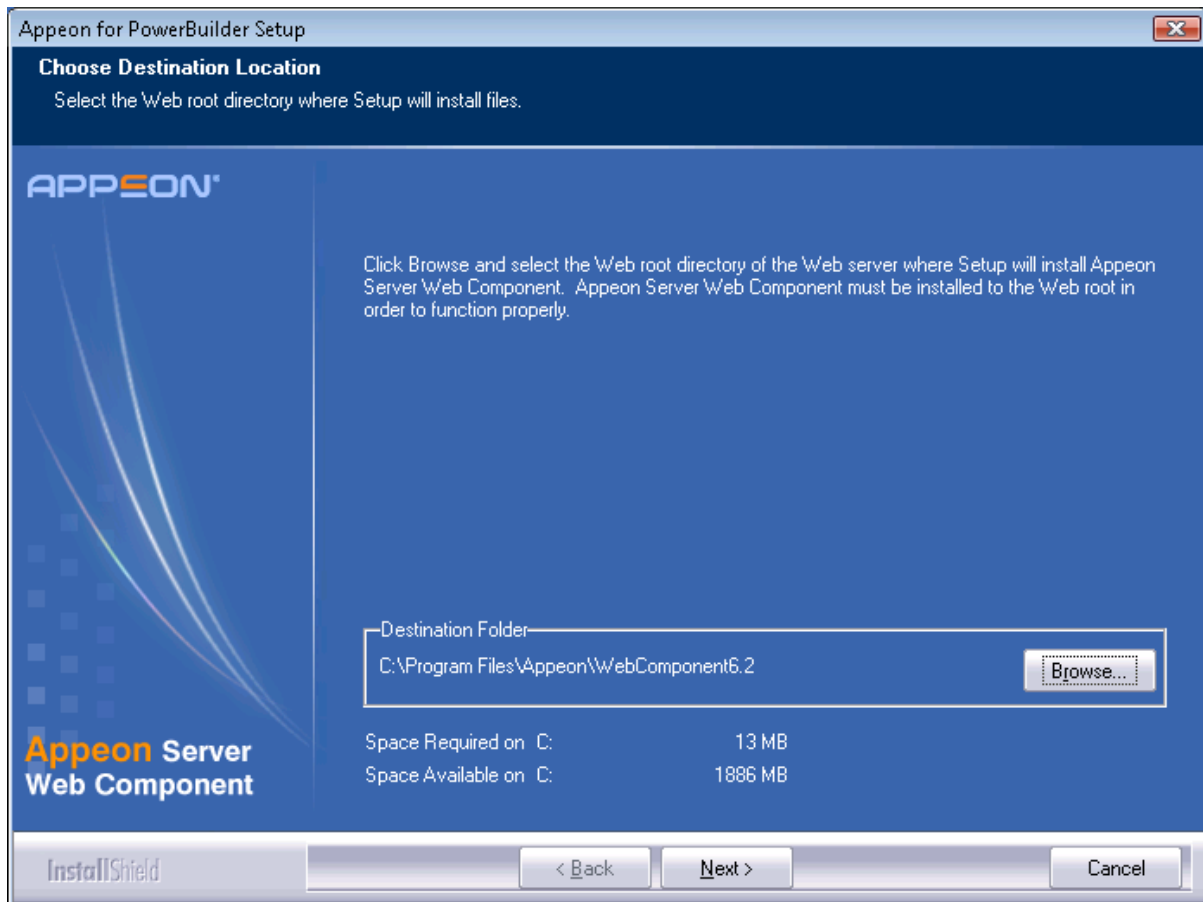 Appeon for PowerBuilder Setup
Choose Destination Location
Select the Web root directory where Setup will install files.
APPEON®
Click Browse and select the Web root directory of the Web server where Setup will install Appeon
Server Web Component.  Appeon Server Web Component must be installed to the Web root in
order to function properly.
Destination Folder
C:\Program Files\Appeon\WebComponent6.2
Browse...
Space Required on  C:    13 MB
Space Available on  C:    1886 MB
Appeon Server
Web Component
InstallShield
< Back
Next >
Cancel